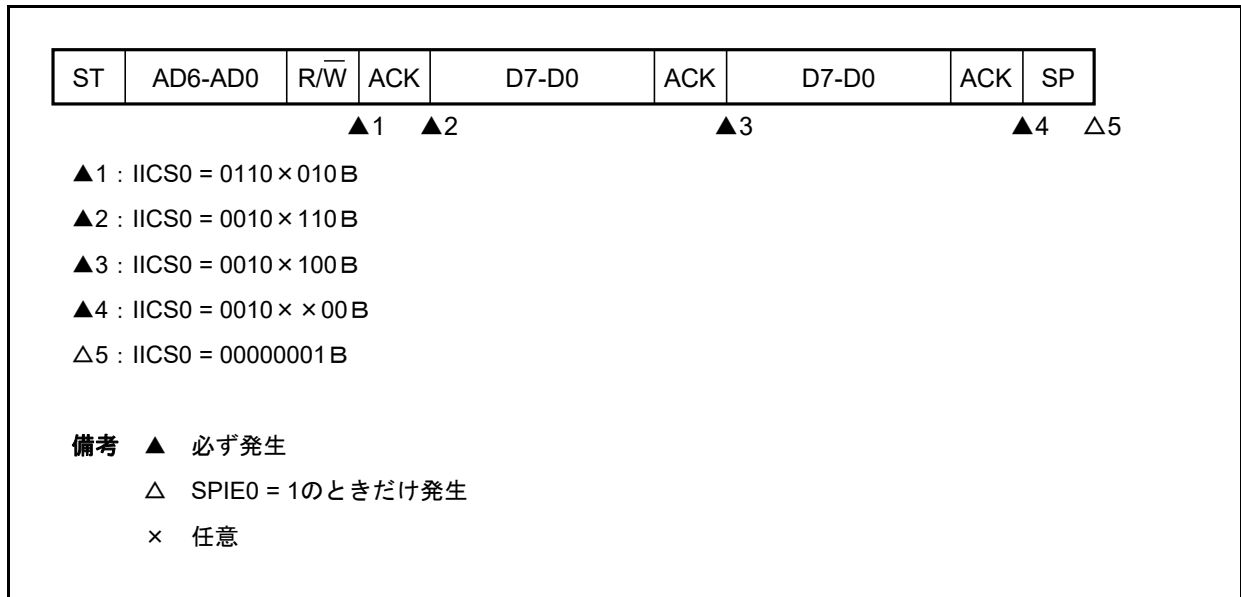 ST AD6-AD0 R/W̅ ACK D7-D0 ACK D7-D0 ACK SP
▲1 ▲2 ▲3 ▲4 △5
▲1：IICS0 = 0110×010B
▲2：IICS0 = 0010×110B
▲3：IICS0 = 0010×100B
▲4：IICS0 = 0010××00B
△5：IICS0 = 00000001B
備考 ▲ 必ず発生
△ SPIE0 = 1のときだけ発生
× 任意